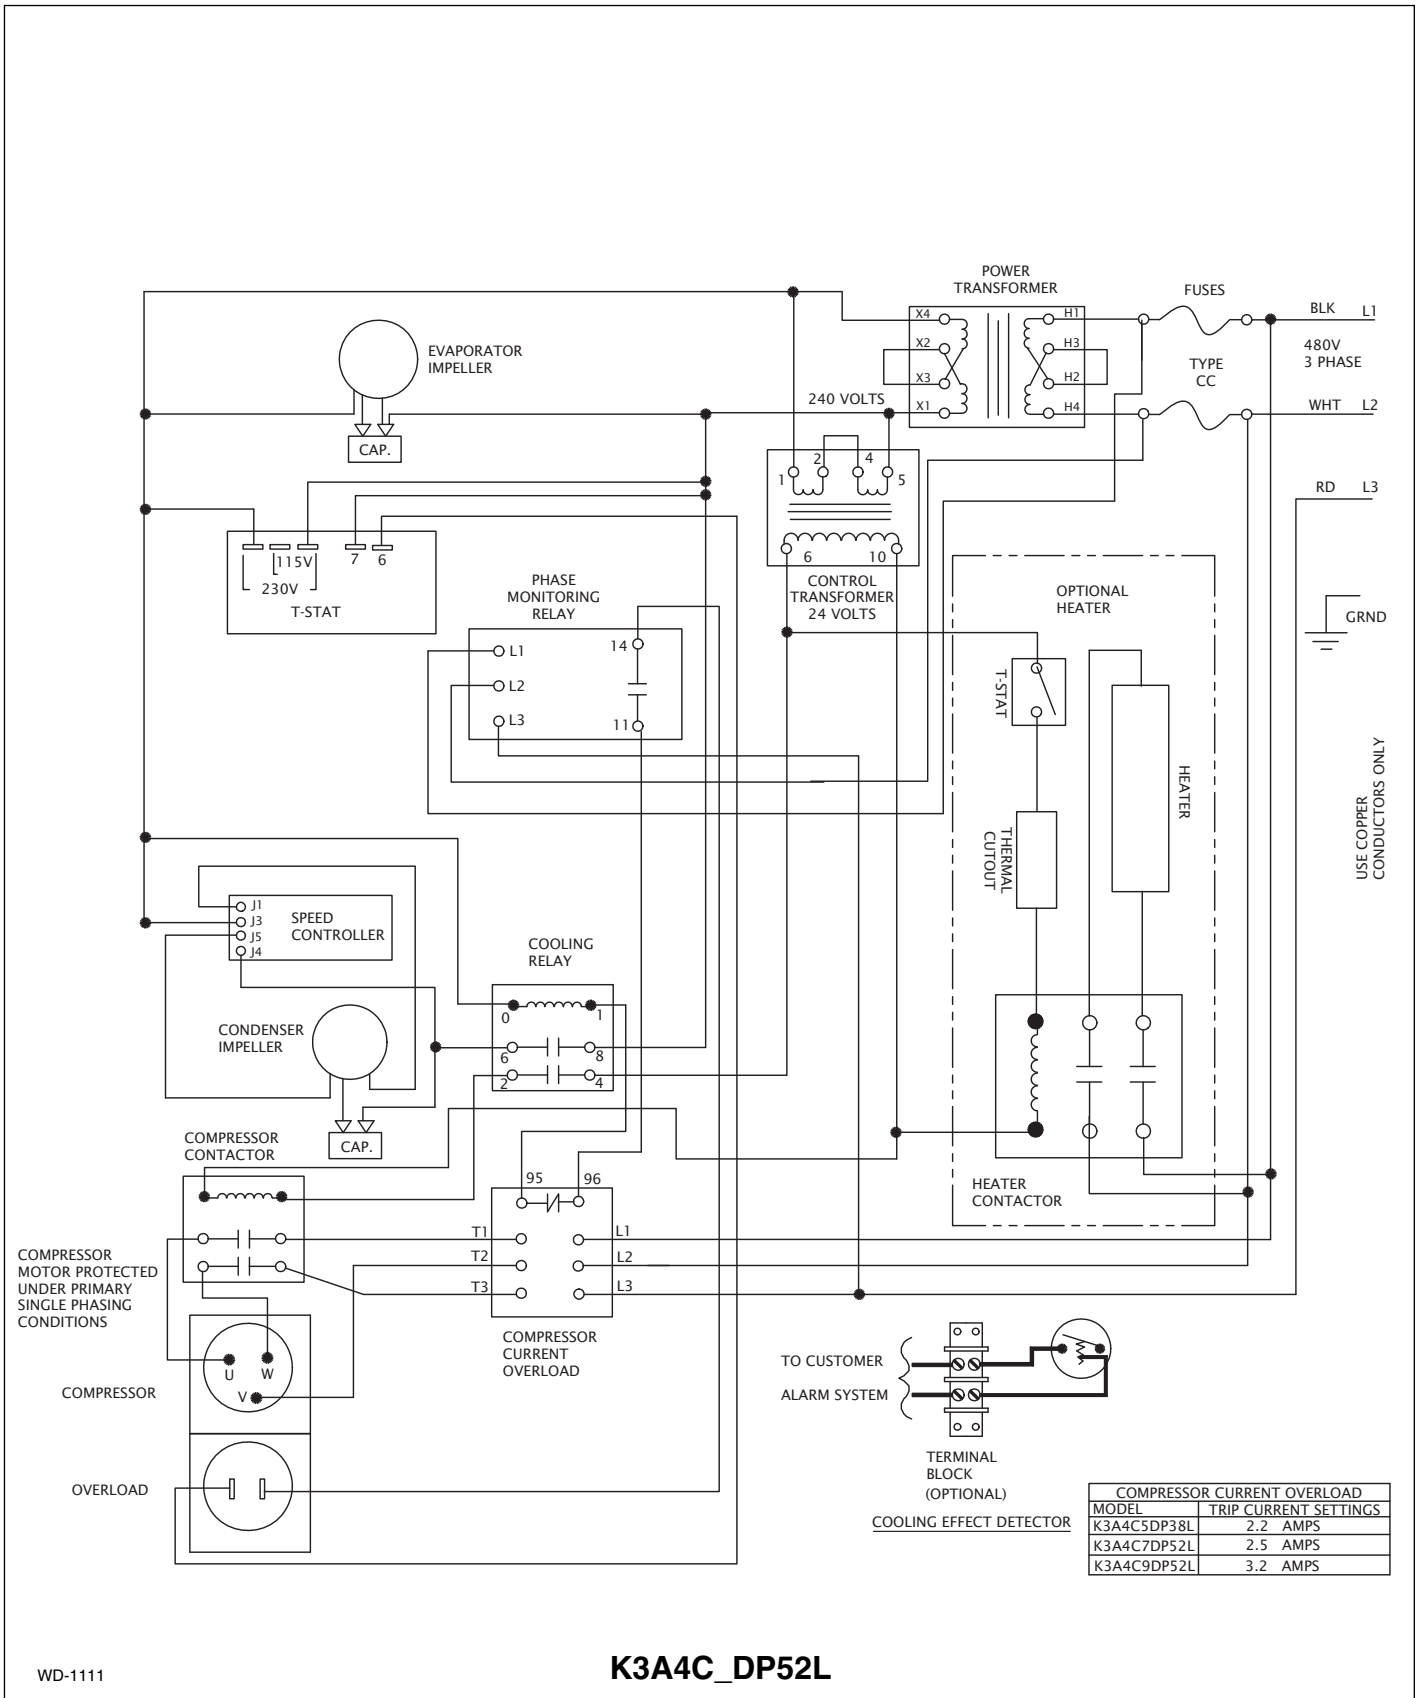 POWER
TRANSFORMER
FUSES
BLK L1
X4
H1
480V
3 PHASE
EVAPORATOR
IMPELLER
X2
H3
TYPE
CC
X3
H2
240 VOLTS
X1
H4
WHT L2
CAP.
1 2 4 5
RD L3
115V
7 6
230V
T-STAT
6 10
PHASE
MONITORING
RELAY
CONTROL
TRANSFORMER
24 VOLTS
OPTIONAL
HEATER
GRND
L1
14
L2
L3
11
T-STAT
HEATER
USE COPPER
CONDUCTORS ONLY
THERMAL
CUTOUT
J1
J3
J5
J4
SPEED
CONTROLLER
COOLING
RELAY
0 1
CONDENSER
IMPELLER
6 8
2 4
CAP.
COMPRESSOR
CONTACTOR
95 96
HEATER
CONTACTOR
T1 L1
T2 L2
T3 L3
COMPRESSOR
MOTOR PROTECTED
UNDER PRIMARY
SINGLE PHASING
CONDITIONS
COMPRESSOR
CURRENT
OVERLOAD
U W
V
COMPRESSOR
OVERLOAD
TO CUSTOMER
ALARM SYSTEM
TERMINAL
BLOCK
(OPTIONAL)
COOLING EFFECT DETECTOR
COMPRESSOR CURRENT OVERLOAD
MODEL TRIP CURRENT SETTINGS
K3A4C5DP38L 2.2 AMPS
K3A4C7DP52L 2.5 AMPS
K3A4C9DP52L 3.2 AMPS
WD-1111
K3A4C_DP52L